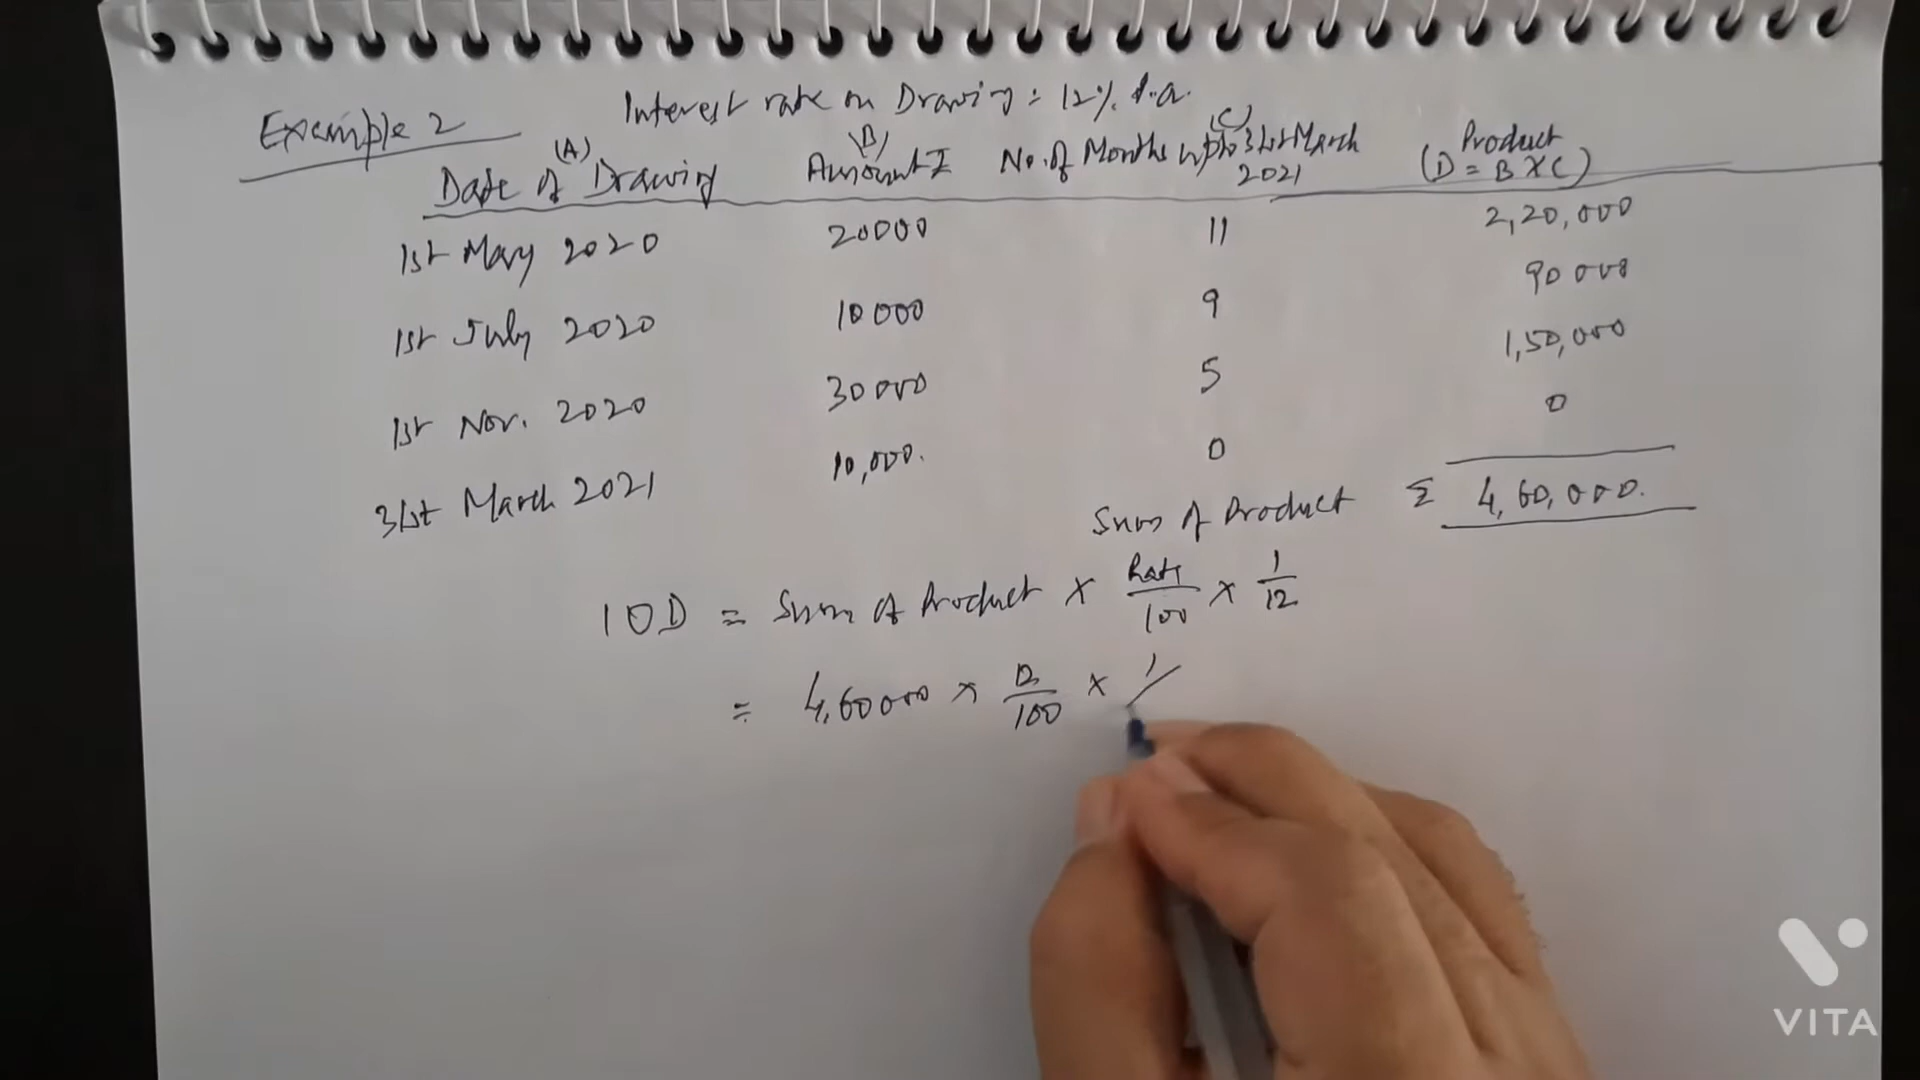 Example 2
Interest rate on Drawing = 12% p.a.
(A) (B) (C)
Date of Drawing Amount ₹ No. of Months upto 31st March 2021 Product (D = B X C)
1st May 2020 20000 11 2,20,000
1st July 2020 10000 9 90000
1st Nov. 2020 30000 5 1,50,000
31st March 2021 10,000. 0 0
Sum of Product Σ 4,60,000.
IOD = Sum of Product x Rate/100 x 1/12
= 4,60000 x 12/100 x 1/
VITA